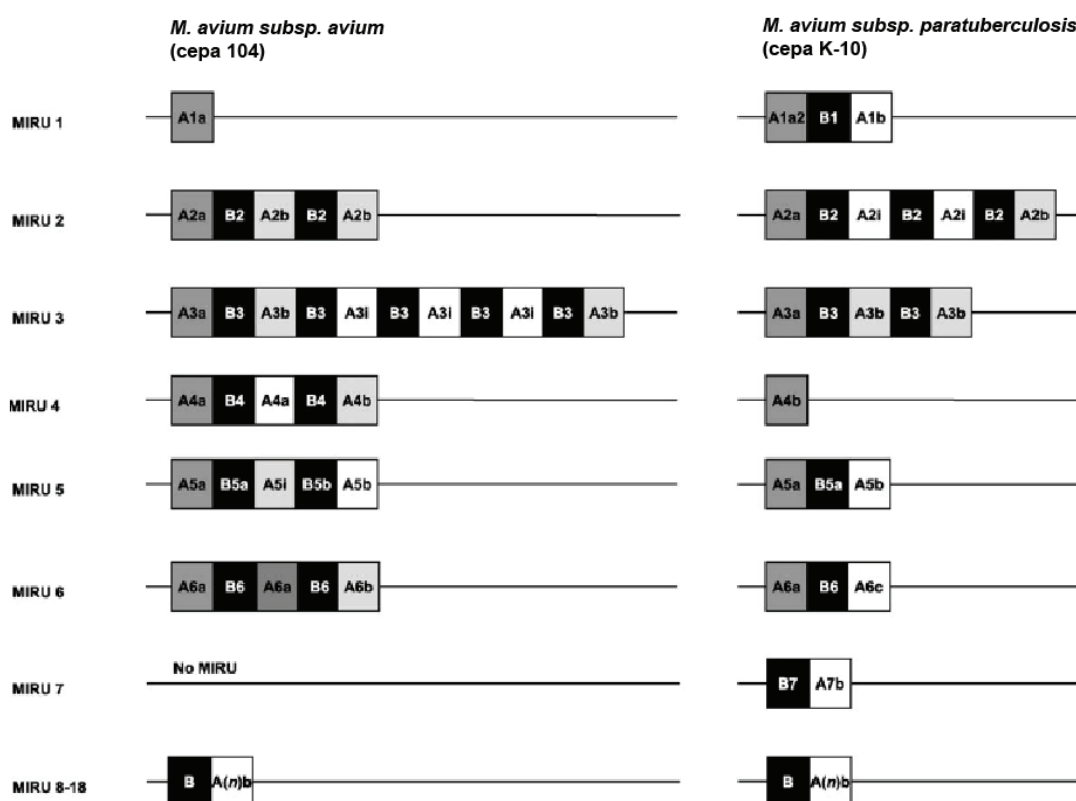 M. avium subsp. avium
(cepa 104)
M. avium subsp. paratuberculosis
(cepa K-10)
MIRU 1
A1a
A1a2 B1 A1b
MIRU 2
A2a B2 A2b B2 A2b
A2a B2 A2i B2 A2i B2 A2b
MIRU 3
A3a B3 A3b B3 A3i B3 A3i B3 A3i B3 A3b
A3a B3 A3b B3 A3b
MIRU 4
A4a B4 A4a B4 A4b
A4b
MIRU 5
A5a B5a A5i B5b A5b
A5a B5a A5b
MIRU 6
A6a B6 A6a B6 A6b
A6a B6 A6c
MIRU 7
No MIRU
B7 A7b
MIRU 8-18
B A(n)b
B A(n)b